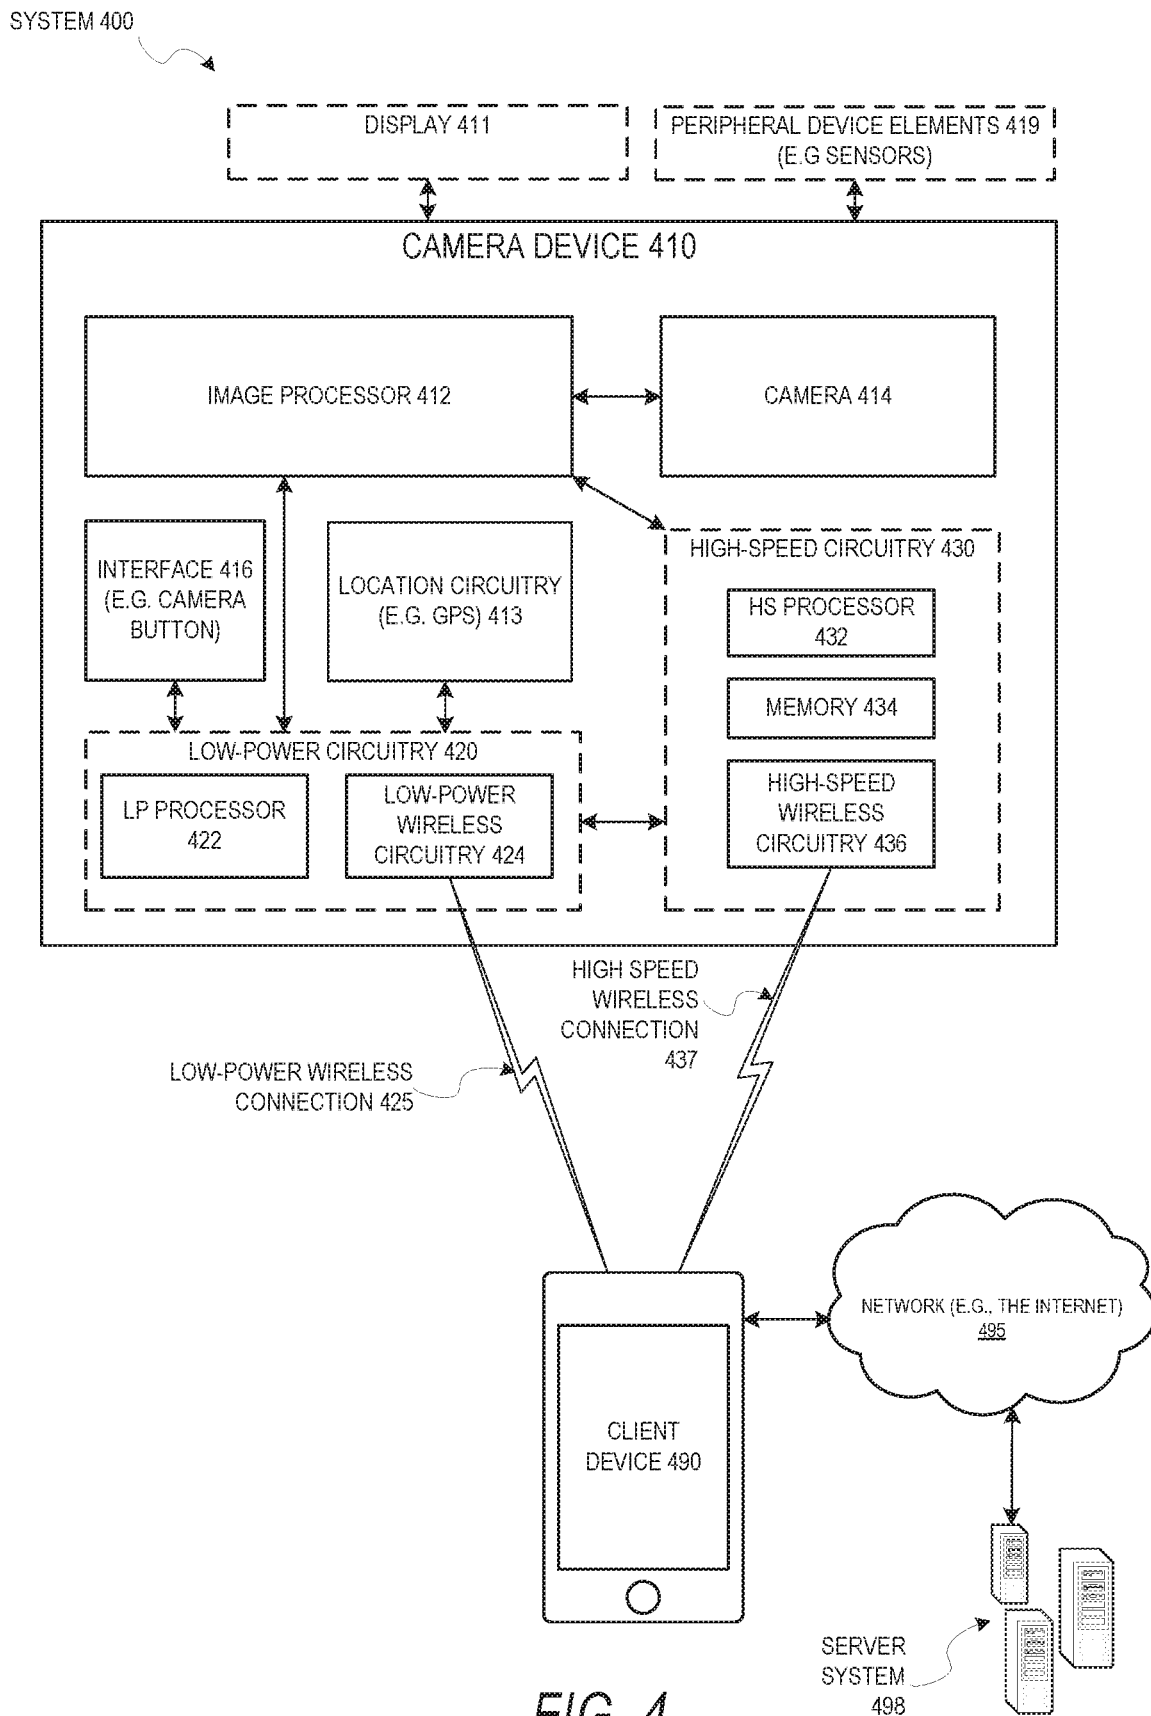 SYSTEM 400
DISPLAY 411
PERIPHERAL DEVICE ELEMENTS 419
(E.G SENSORS)
CAMERA DEVICE 410
IMAGE PROCESSOR 412
CAMERA 414
INTERFACE 416
(E.G. CAMERA
BUTTON)
LOCATION CIRCUITRY
(E.G. GPS) 413
HIGH-SPEED CIRCUITRY 430
HS PROCESSOR
432
MEMORY 434
HIGH-SPEED
WIRELESS
CIRCUITRY 436
LOW-POWER CIRCUITRY 420
LP PROCESSOR
422
LOW-POWER
WIRELESS
CIRCUITRY 424
HIGH SPEED
WIRELESS
CONNECTION
437
LOW-POWER WIRELESS
CONNECTION 425
NETWORK (E.G., THE INTERNET)
495
CLIENT
DEVICE 490
SERVER
SYSTEM
498
FIG. 4